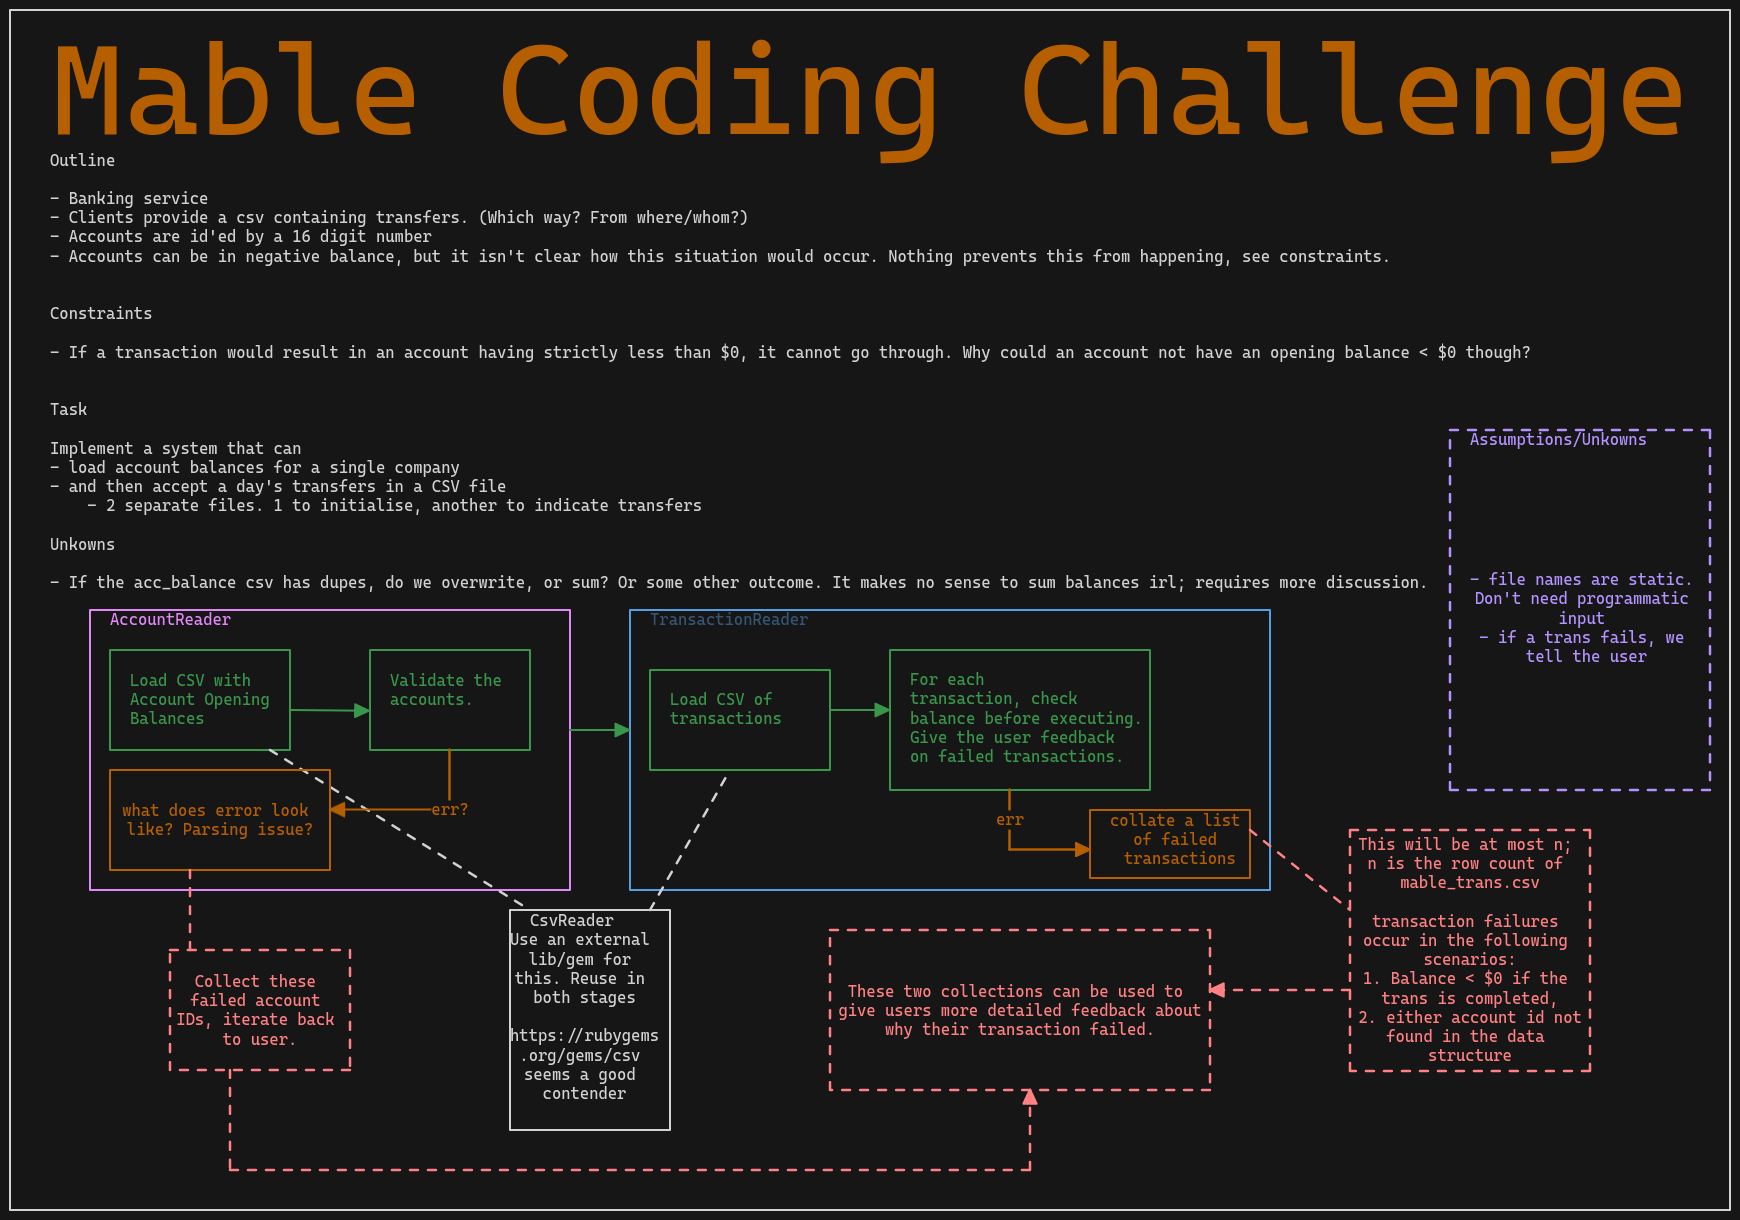 Mable Coding Challenge
Outline
- Banking service
- Clients provide a csv containing transfers. (Which way? From where/whom?)
- Accounts are id'ed by a 16 digit number
- Accounts can be in negative balance, but it isn't clear how this situation would occur. Nothing prevents this from happening, see constraints.
Constraints
- If a transaction would result in an account having strictly less than $0, it cannot go through. Why could an account not have an opening balance < $0 though?
Task
Implement a system that can
- load account balances for a single company
- and then accept a day's transfers in a CSV file
- 2 separate files. 1 to initialise, another to indicate transfers
Unkowns
- If the acc_balance csv has dupes, do we overwrite, or sum? Or some other outcome. It makes no sense to sum balances irl; requires more discussion.
Assumptions/Unkowns
- file names are static.
Don't need programmatic
input
- if a trans fails, we
tell the user
AccountReader
Load CSV with
Account Opening
Balances
Validate the
accounts.
err?
what does error look
like? Parsing issue?
TransactionReader
Load CSV of
transactions
For each
transaction, check
balance before executing.
Give the user feedback
on failed transactions.
err
collate a list
of failed
transactions
This will be at most n;
n is the row count of
mable_trans.csv
transaction failures
occur in the following
scenarios:
1. Balance < $0 if the
trans is completed,
2. either account id not
found in the data
structure
Collect these
failed account
IDs, iterate back
to user.
CsvReader
Use an external
lib/gem for
this. Reuse in
both stages
https://rubygems
.org/gems/csv
seems a good
contender
These two collections can be used to
give users more detailed feedback about
why their transaction failed.